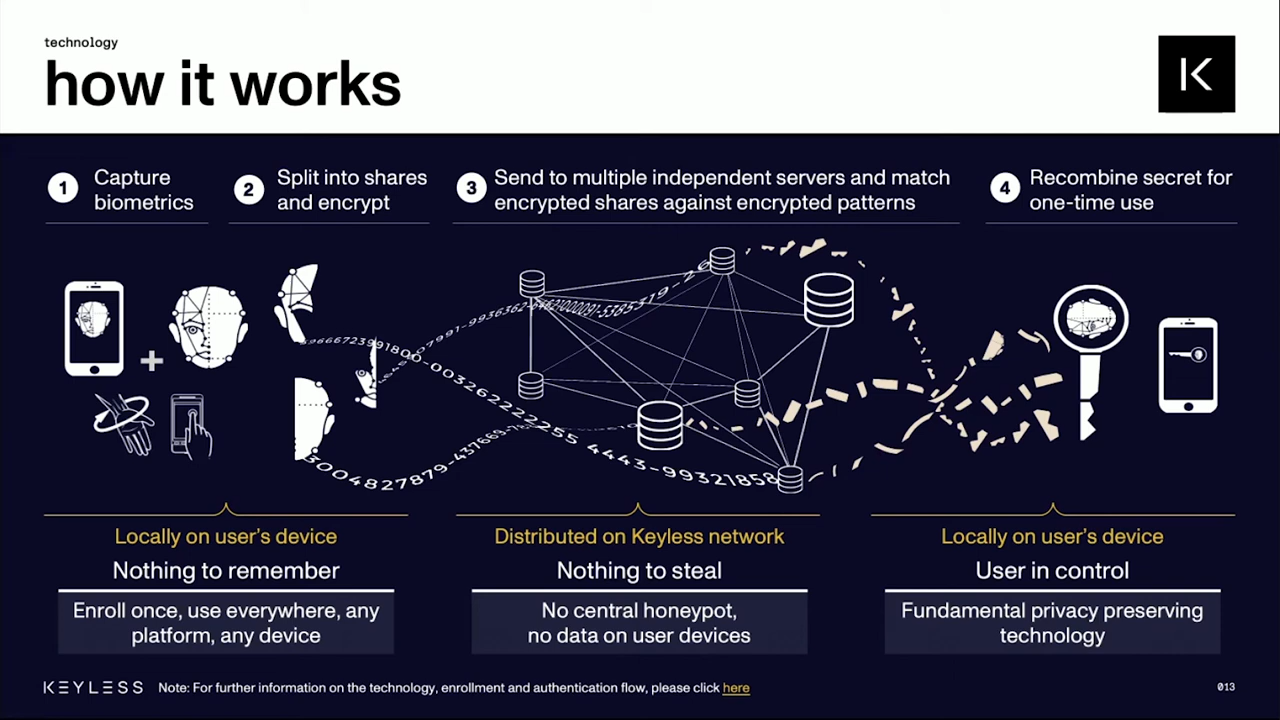 technology
how it works
1 Capture
biometrics
2 Split into shares
and encrypt
3 Send to multiple independent servers and match
encrypted shares against encrypted patterns
4 Recombine secret for
one-time use
Locally on user's device
Nothing to remember
Enroll once, use everywhere, any
platform, any device
Distributed on Keyless network
Nothing to steal
No central honeypot,
no data on user devices
Locally on user's device
User in control
Fundamental privacy preserving
technology
KEYLESS Note: For further information on the technology, enrollment and authentication flow, please click here
013